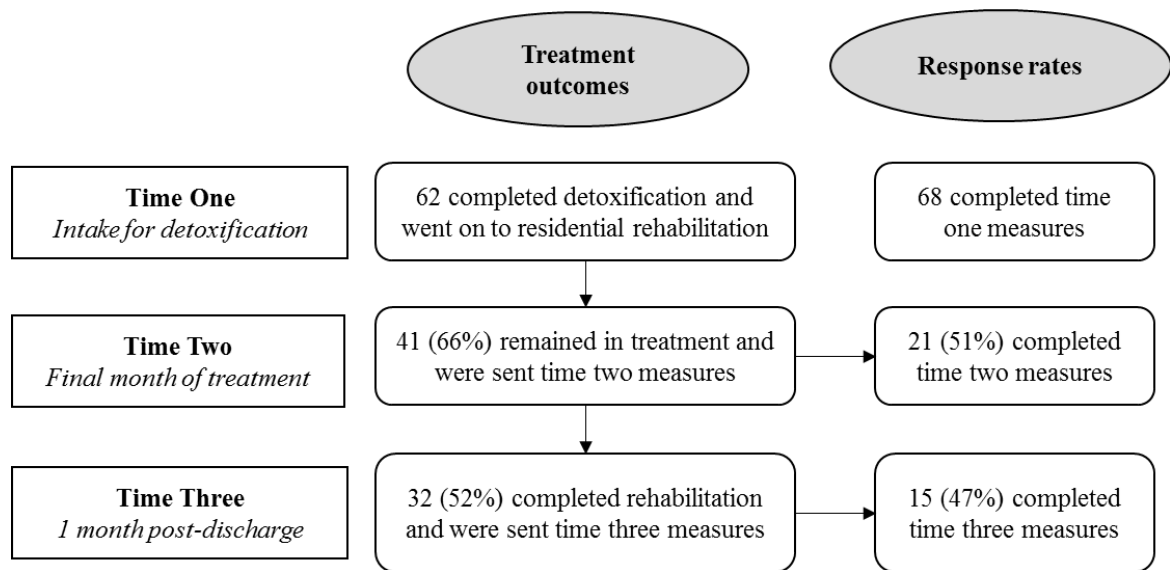 Treatment
outcomes
Response rates
Time One
Intake for detoxification
62 completed detoxification and
went on to residential rehabilitation
68 completed time
one measures
Time Two
Final month of treatment
41 (66%) remained in treatment and
were sent time two measures
21 (51%) completed
time two measures
Time Three
1 month post-discharge
32 (52%) completed rehabilitation
and were sent time three measures
15 (47%) completed
time three measures